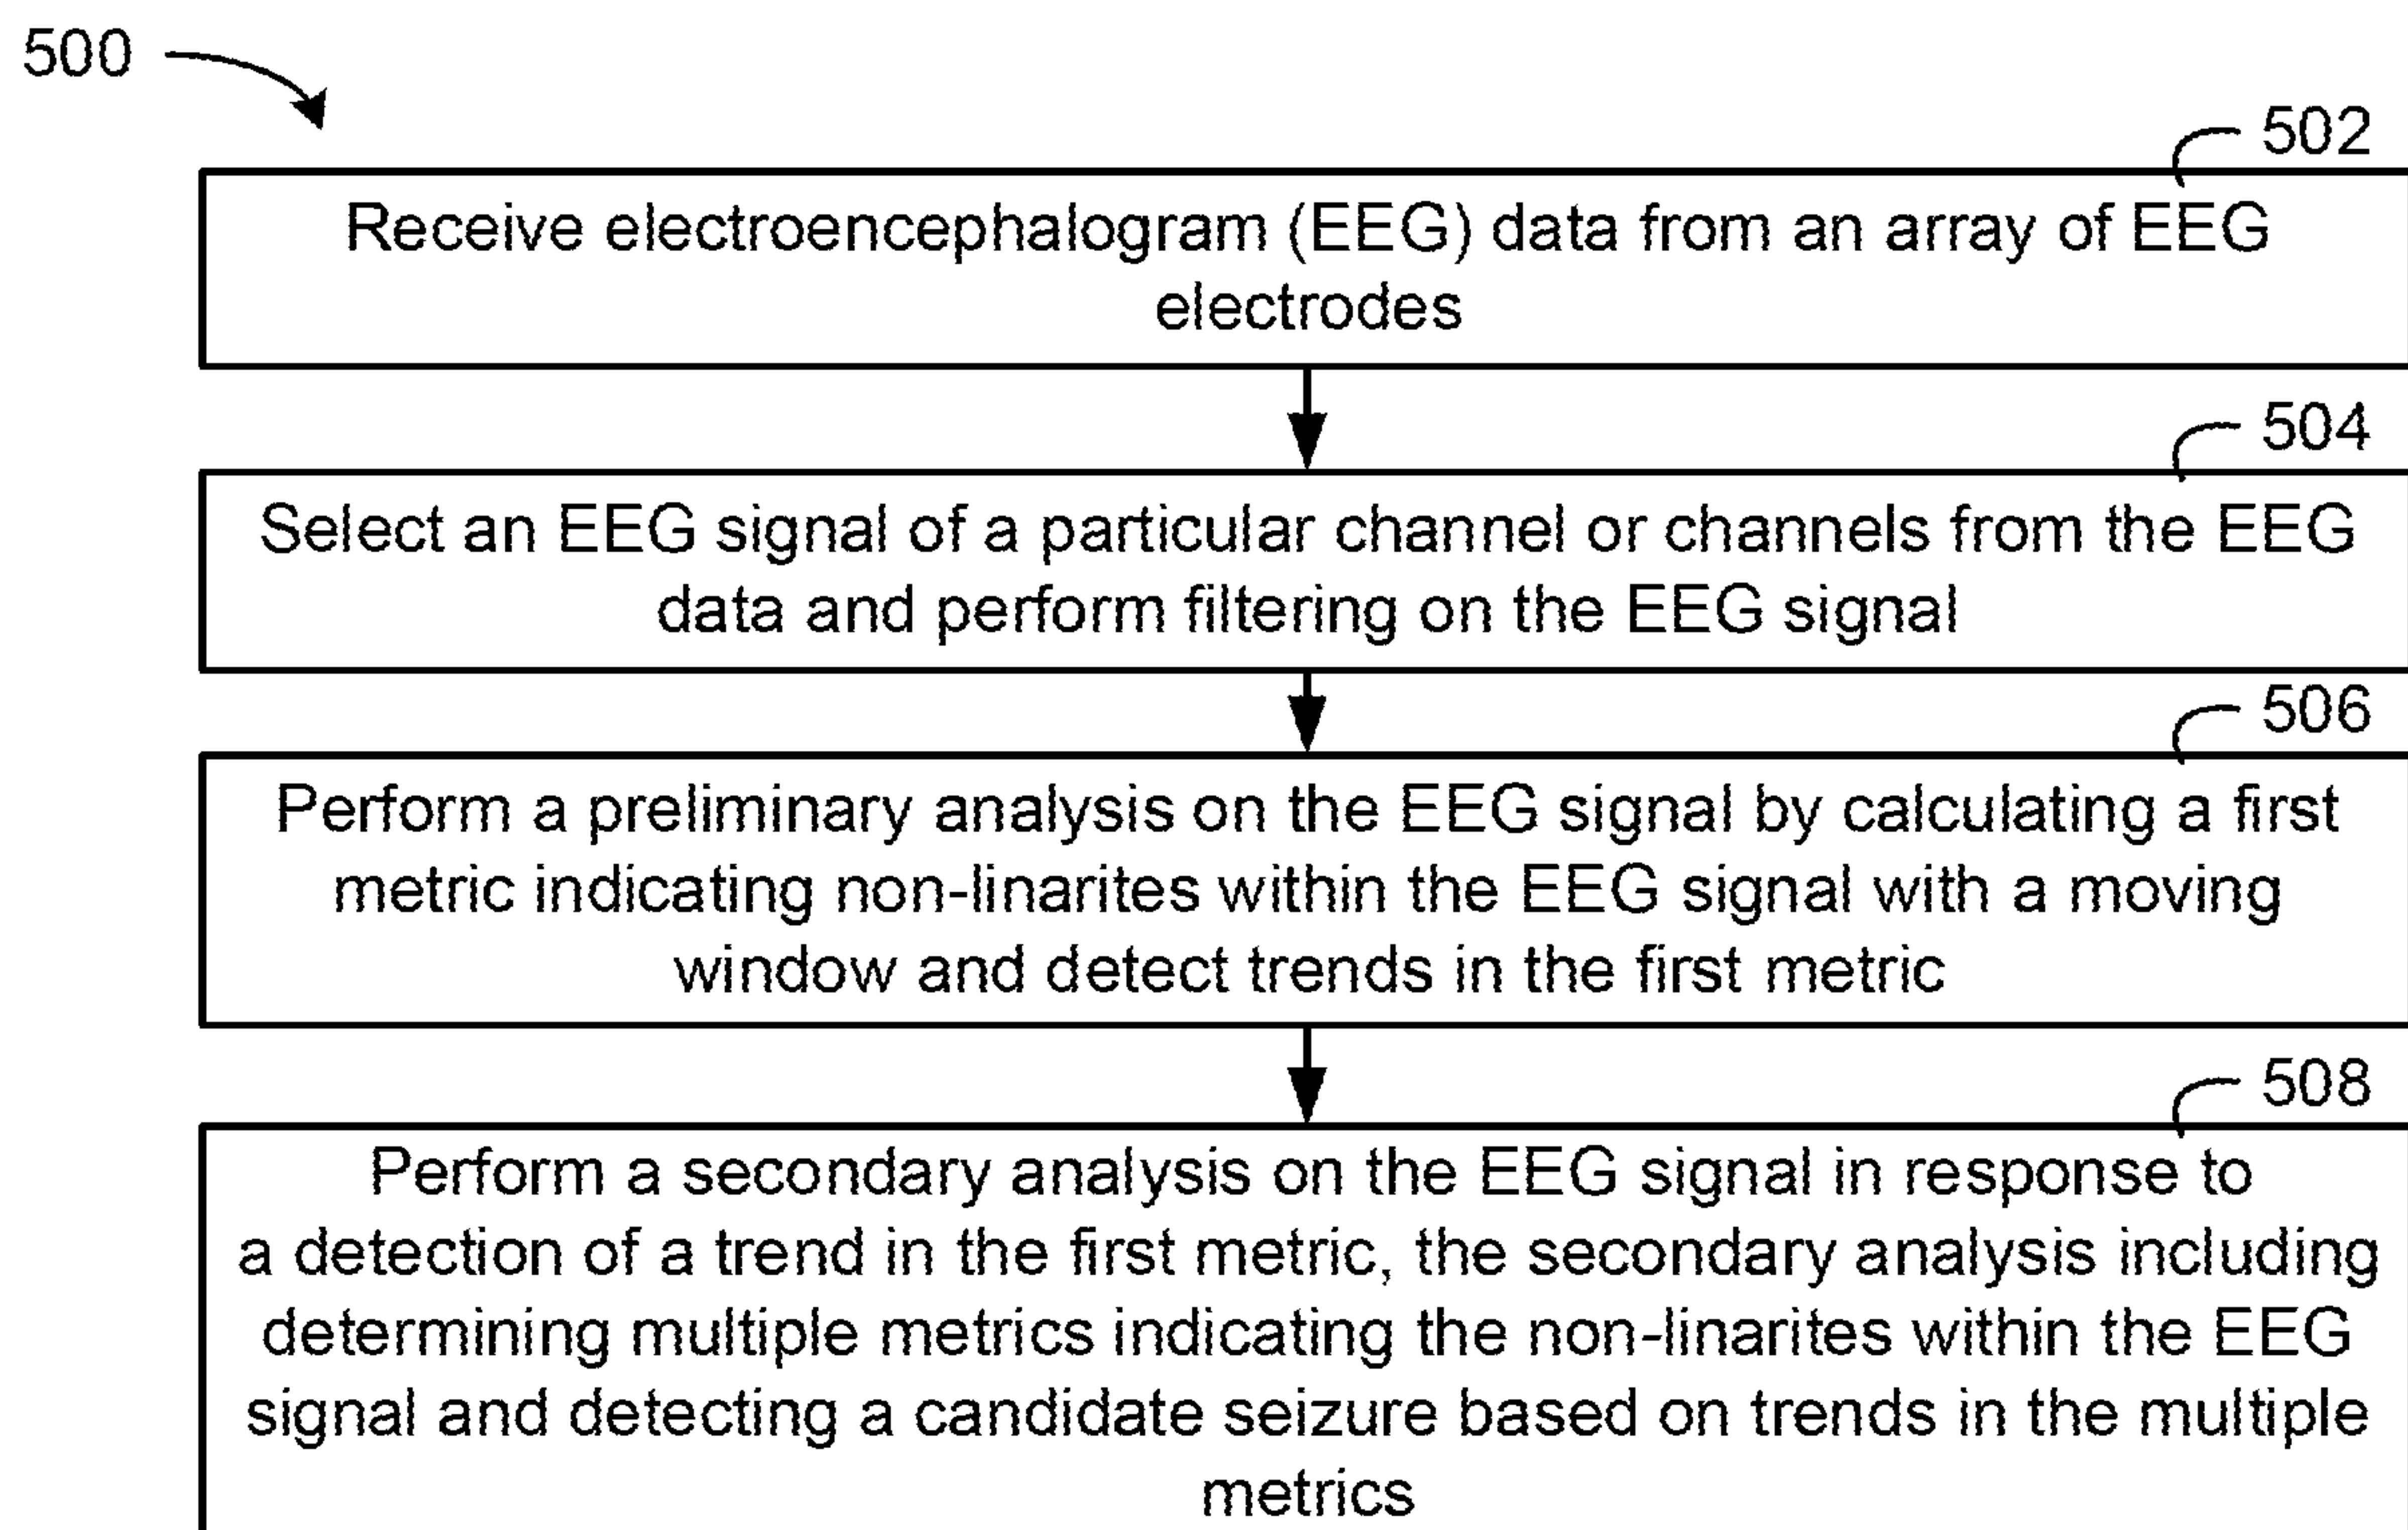 500
502
Receive electroencephalogram (EEG) data from an array of EEG
electrodes
504
Select an EEG signal of a particular channel or channels from the EEG
data and perform filtering on the EEG signal
506
Perform a preliminary analysis on the EEG signal by calculating a first
metric indicating non-linarites within the EEG signal with a moving
window and detect trends in the first metric
508
Perform a secondary analysis on the EEG signal in response to
a detection of a trend in the first metric, the secondary analysis including
determining multiple metrics indicating the non-linarites within the EEG
signal and detecting a candidate seizure based on trends in the multiple
metrics